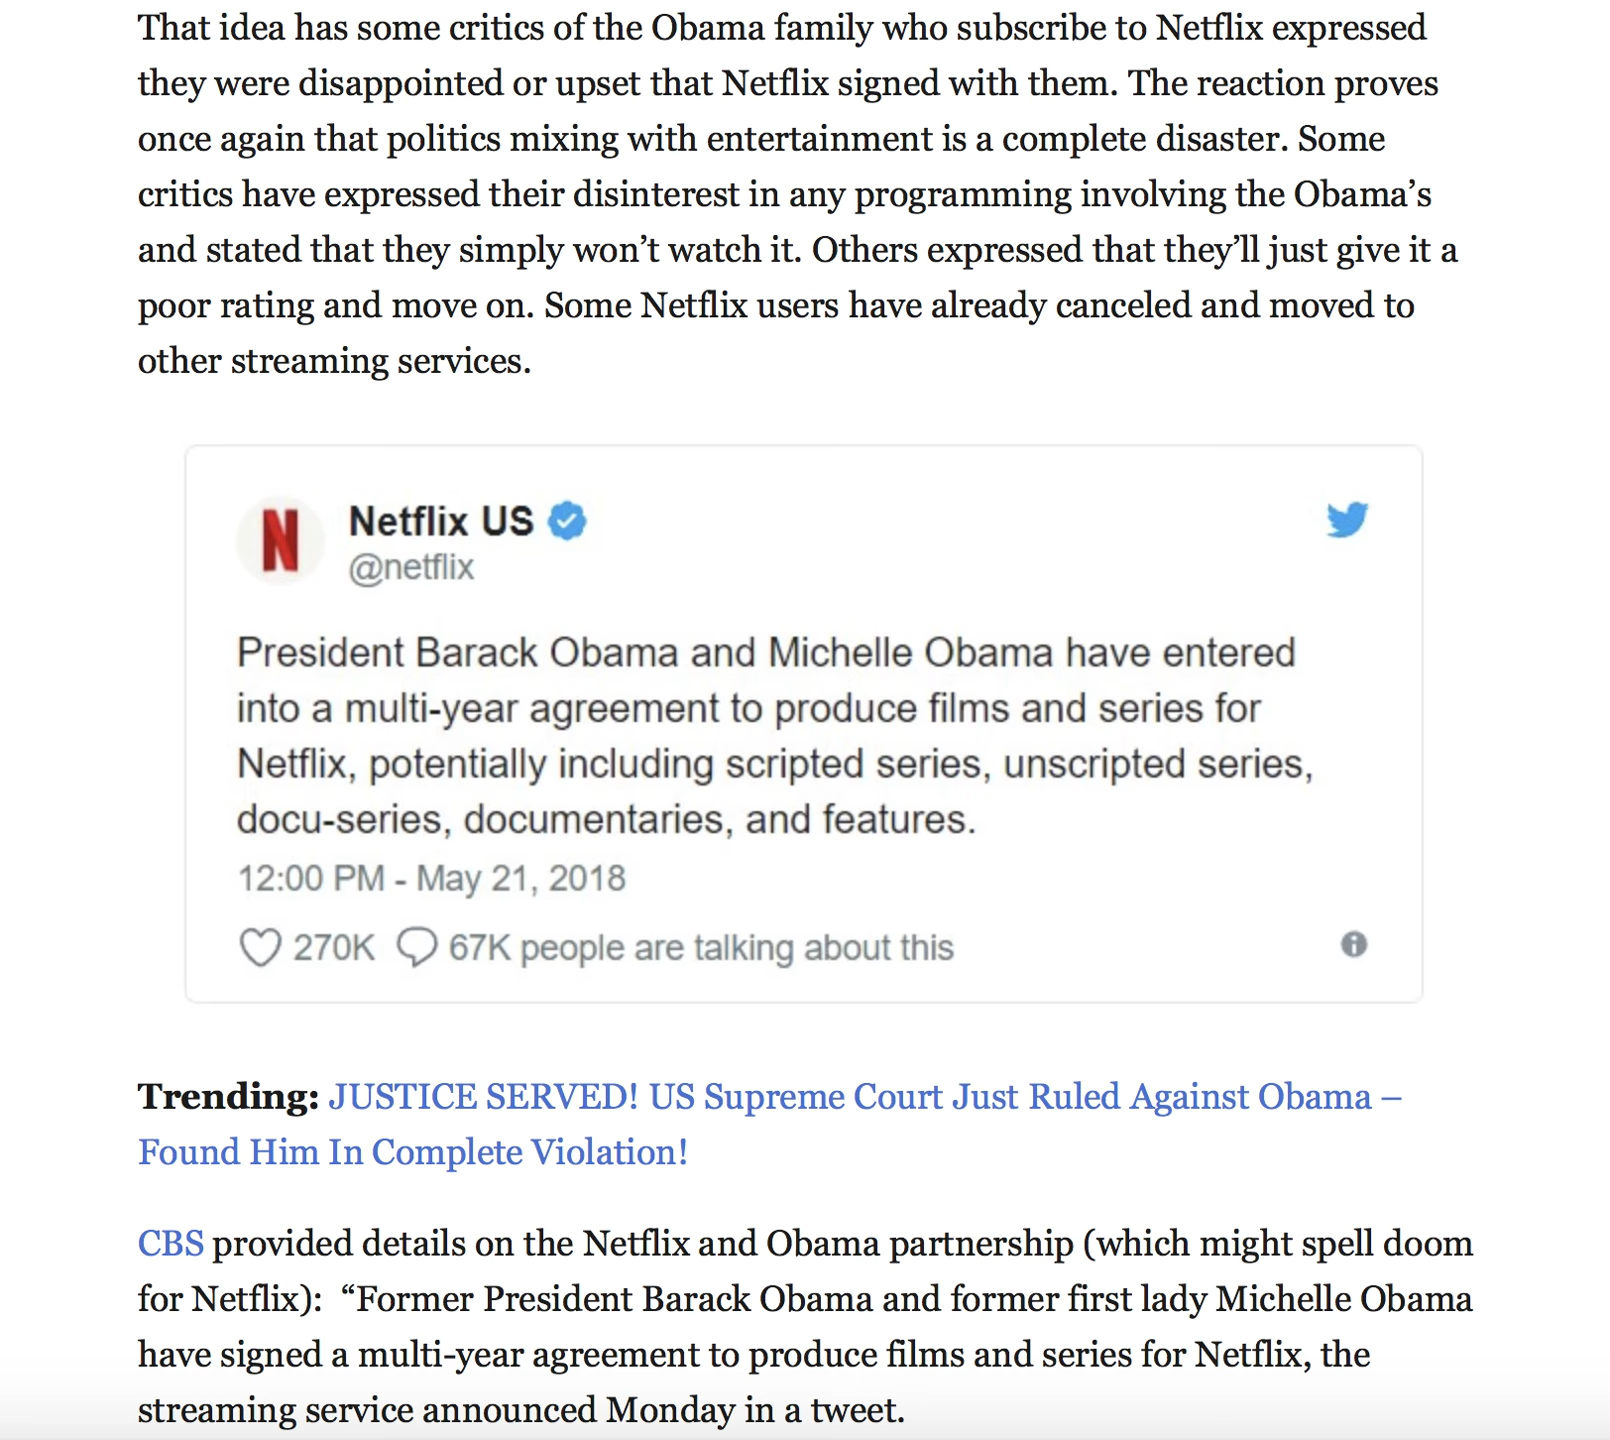 That idea has some critics of the Obama family who subscribe to Netflix expressed
they were disappointed or upset that Netflix signed with them. The reaction proves
once again that politics mixing with entertainment is a complete disaster. Some
critics have expressed their disinterest in any programming involving the Obama’s
and stated that they simply won’t watch it. Others expressed that they’ll just give it a
poor rating and move on. Some Netflix users have already canceled and moved to
other streaming services.
N
Netflix US
@netflix
President Barack Obama and Michelle Obama have entered
into a multi-year agreement to produce films and series for
Netflix, potentially including scripted series, unscripted series,
docu-series, documentaries, and features.
12:00 PM - May 21, 2018
270K 67K people are talking about this
Trending: JUSTICE SERVED! US Supreme Court Just Ruled Against Obama –
Found Him In Complete Violation!
CBS provided details on the Netflix and Obama partnership (which might spell doom
for Netflix):  “Former President Barack Obama and former first lady Michelle Obama
have signed a multi-year agreement to produce films and series for Netflix, the
streaming service announced Monday in a tweet.